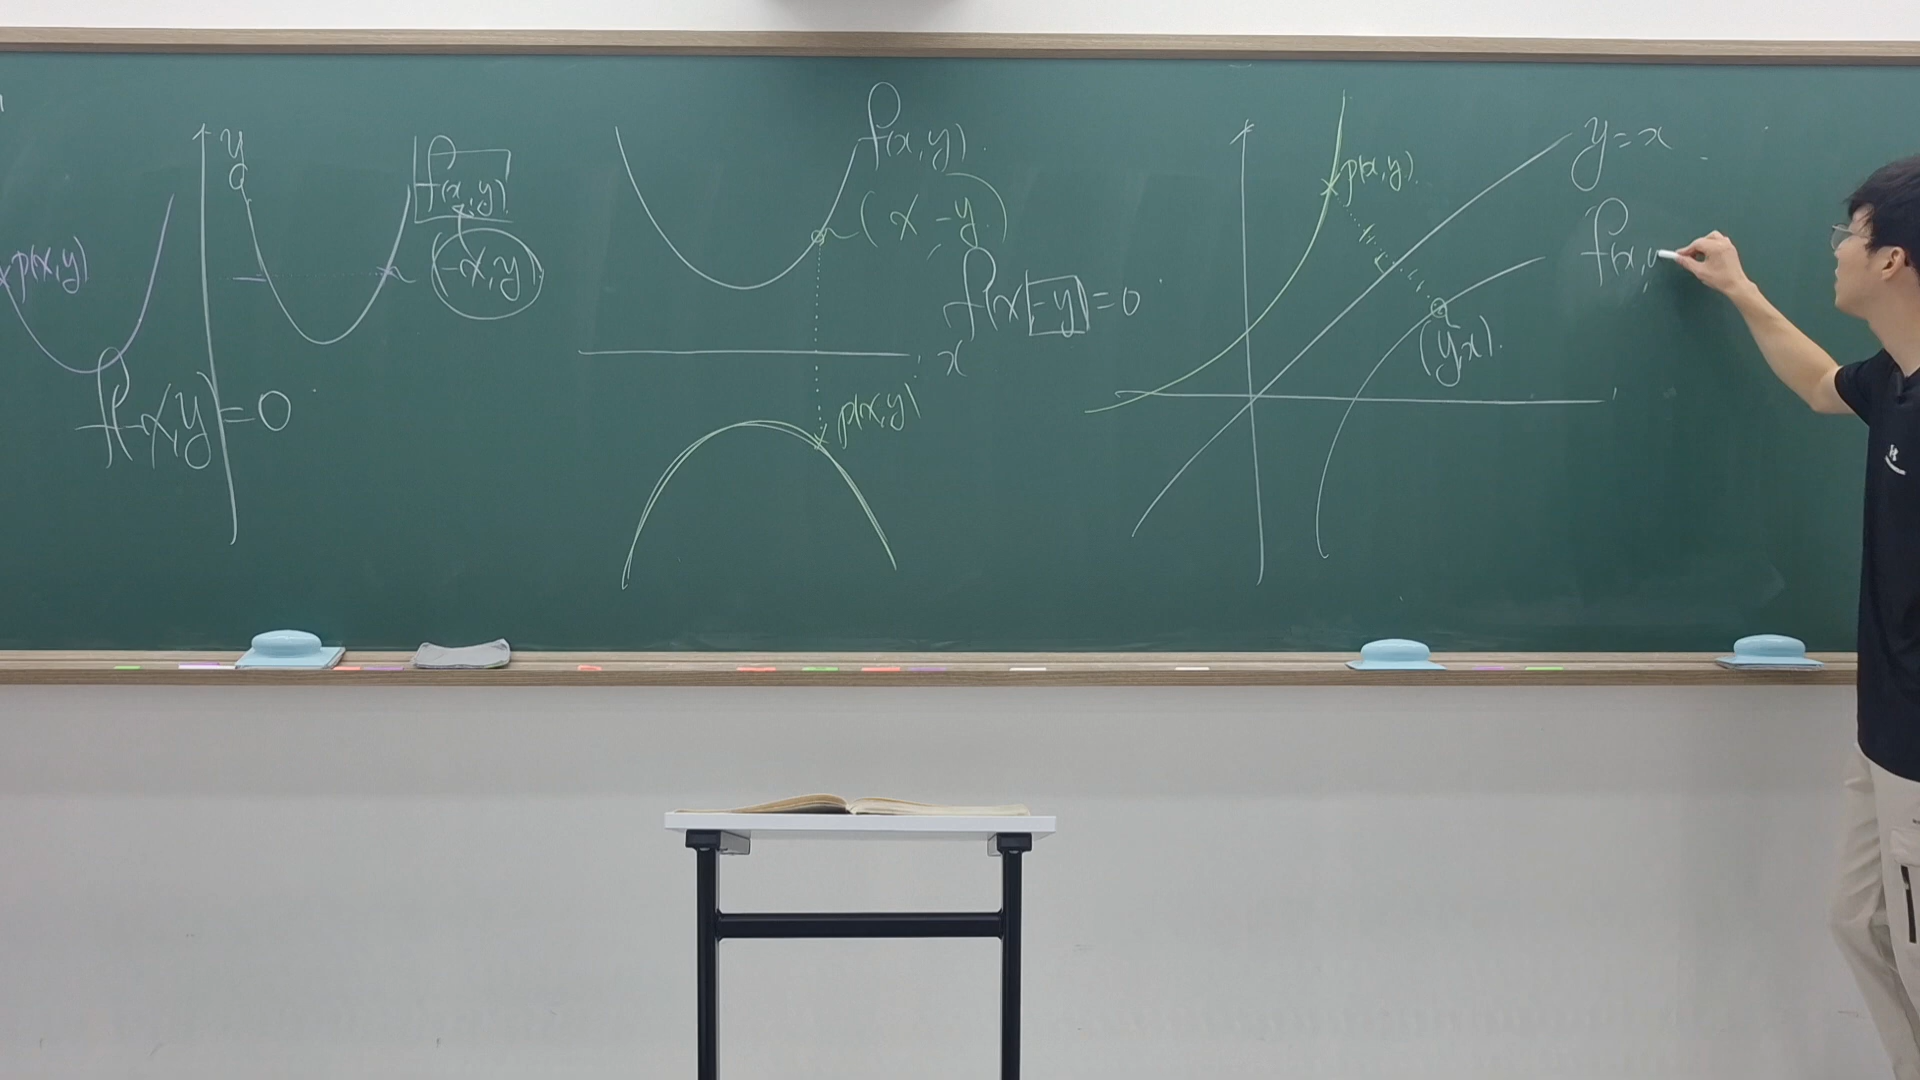 y
f(x,y)
p(x,y)
(-x,y)
f(-x,y)=0
f(x,y).
(x,-y)
f(x,-y)=0
x
p(x,y)
y=x
p(x,y).
f(x,y
(y,x).